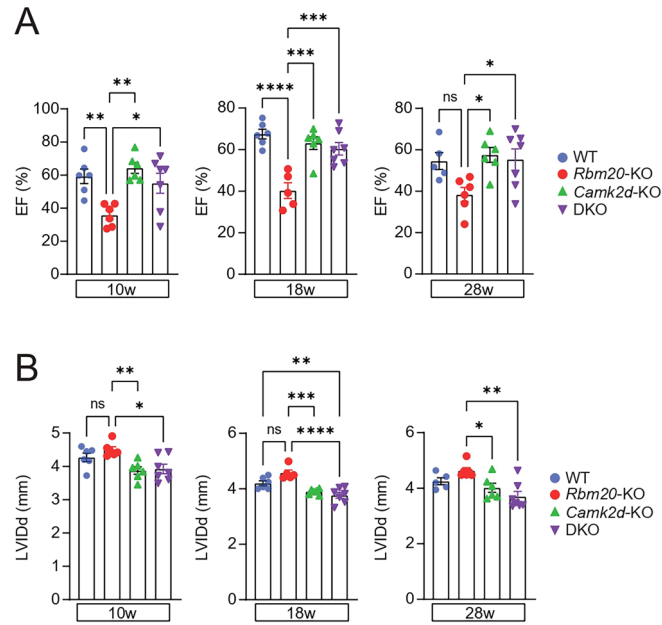 A
EF (%)
100
80
60
40
20
0
**
**
*
10w
EF (%)
80
60
40
20
0
****
***
***
18w
EF (%)
80
60
40
20
0
ns
*
*
28w
WT
Rbm20-KO
Camk2d-KO
DKO
B
LVIDd (mm)
5
4
3
2
1
0
ns
**
*
10w
LVIDd (mm)
6
4
2
0
**
***
ns
****
18w
LVIDd (mm)
6
4
2
0
**
*
28w
WT
Rbm20-KO
Camk2d-KO
DKO